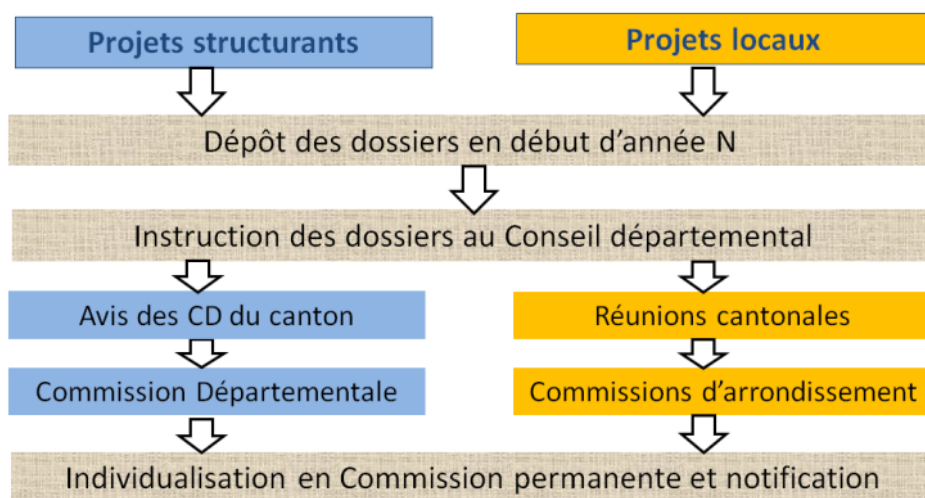 Projets structurants
Projets locaux
Dépôt des dossiers en début d'année N
Instruction des dossiers au Conseil départemental
Avis des CD du canton
Réunions cantonales
Commission Départementale
Commissions d'arrondissement
Individualisation en Commission permanente et notification